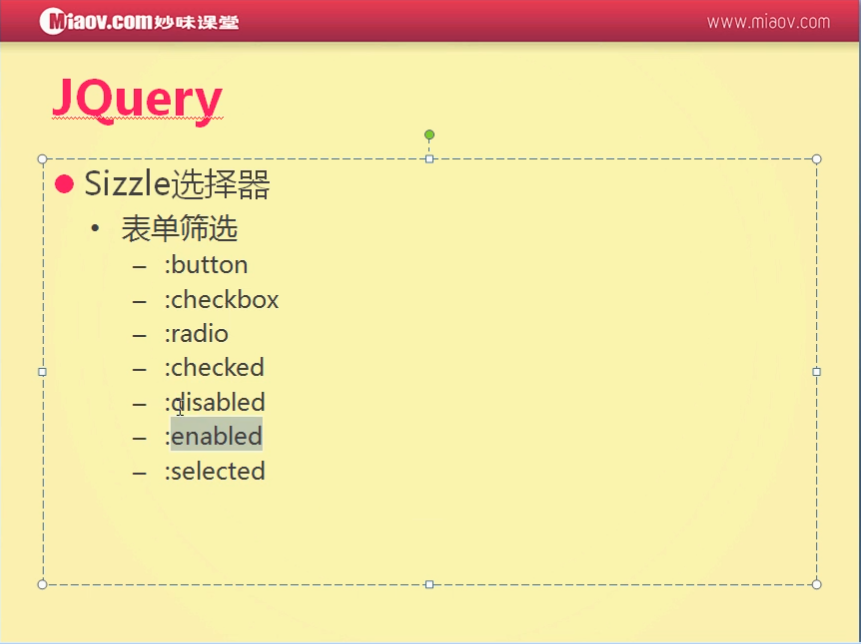 Miaov.com妙味课堂
www.miaov.com
JQuery
Sizzle选择器
表单筛选
– :button
– :checkbox
– :radio
– :checked
– :disabled
– :enabled
– :selected